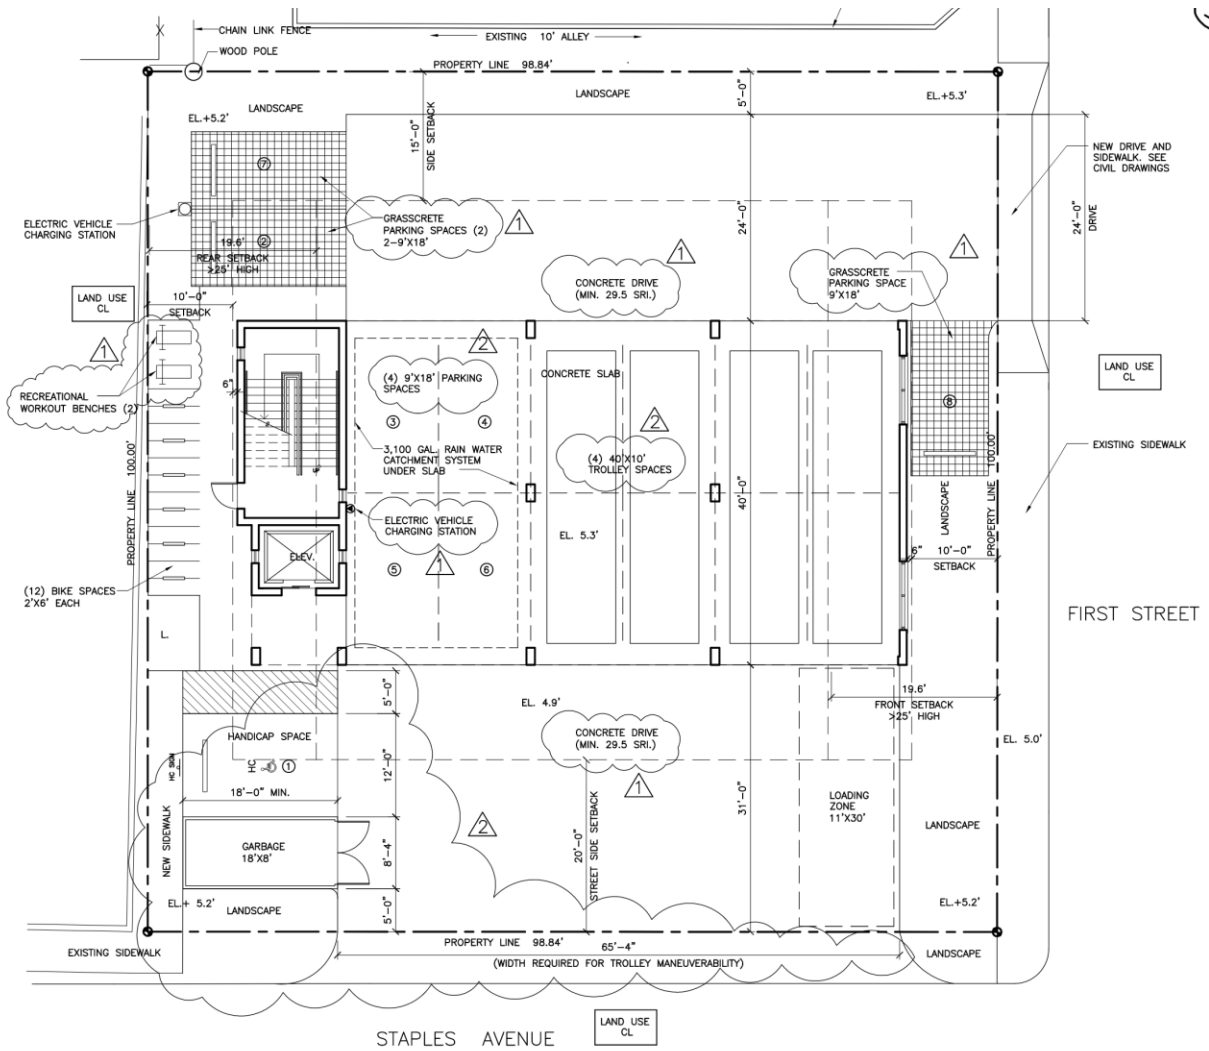 CHAIN LINK FENCE
WOOD POLE
EXISTING 10' ALLEY
PROPERTY LINE 98.84'
LANDSCAPE
EL.+5.2'
15'-0"
SIDE SETBACK
LANDSCAPE
5'-0"
EL.+5.3'
NEW DRIVE AND
SIDEWALK. SEE
CIVIL DRAWINGS
24'-0"
DRIVE
24'-0"
7
ELECTRIC VEHICLE
CHARGING STATION
2
19.6'
REAR SETBACK
>25' HIGH
GRASSCRETE
PARKING SPACES (2)
2-9'X18'
1
CONCRETE DRIVE
(MIN. 29.5 SRI.)
1
GRASSCRETE
PARKING SPACE
9'X18'
1
LAND USE
CL
10'-0"
SETBACK
1
RECREATIONAL
WORKOUT BENCHES (2)
6"
2
(4) 9'X18' PARKING
SPACES
3
4
CONCRETE SLAB
2
(4) 40'X10'
TROLLEY SPACES
8
LAND USE
CL
EXISTING SIDEWALK
3,100 GAL. RAIN WATER
CATCHMENT SYSTEM
UNDER SLAB
UP
PROPERTY LINE 100.00'
40'-0"
LANDSCAPE
PROPERTY LINE 100.00'
ELECTRIC VEHICLE
CHARGING STATION
1
EL. 5.3'
ELEV.
5
6
6"
10'-0"
SETBACK
(12) BIKE SPACES
2'X6' EACH
L.
FIRST STREET
5'-0"
EL. 4.9'
19.6'
FRONT SETBACK
>25' HIGH
HANDICAP SPACE
HC SIGN
HC
1
12'-0"
CONCRETE DRIVE
(MIN. 29.5 SRI.)
1
EL. 5.0'
18'-0" MIN.
31'-0"
LOADING
ZONE
11'X30'
LANDSCAPE
2
NEW SIDEWALK
GARBAGE
18'X8'
8'-4"
20'-0"
STREET SIDE SETBACK
EL.+ 5.2'
LANDSCAPE
5'-0"
EL.+5.2'
EXISTING SIDEWALK
PROPERTY LINE 98.84'
65'-4"
(WIDTH REQUIRED FOR TROLLEY MANEUVERABILITY)
LANDSCAPE
STAPLES AVENUE
LAND USE
CL